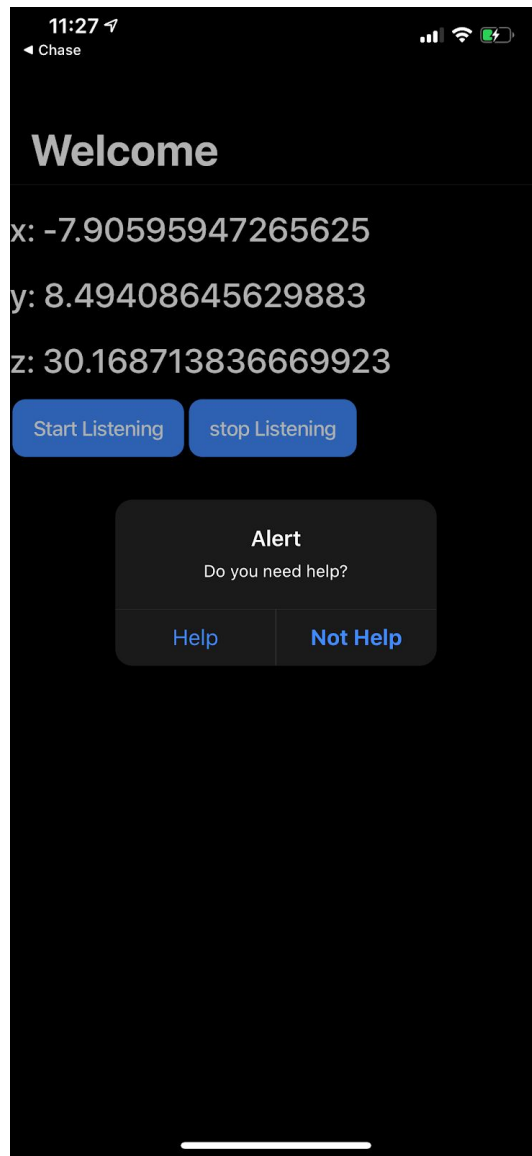 11:27
Chase
Welcome
x: -7.90595947265625
y: 8.49408645629883
z: 30.168713836669923
Start Listening stop Listening
Alert
Do you need help?
Help Not Help